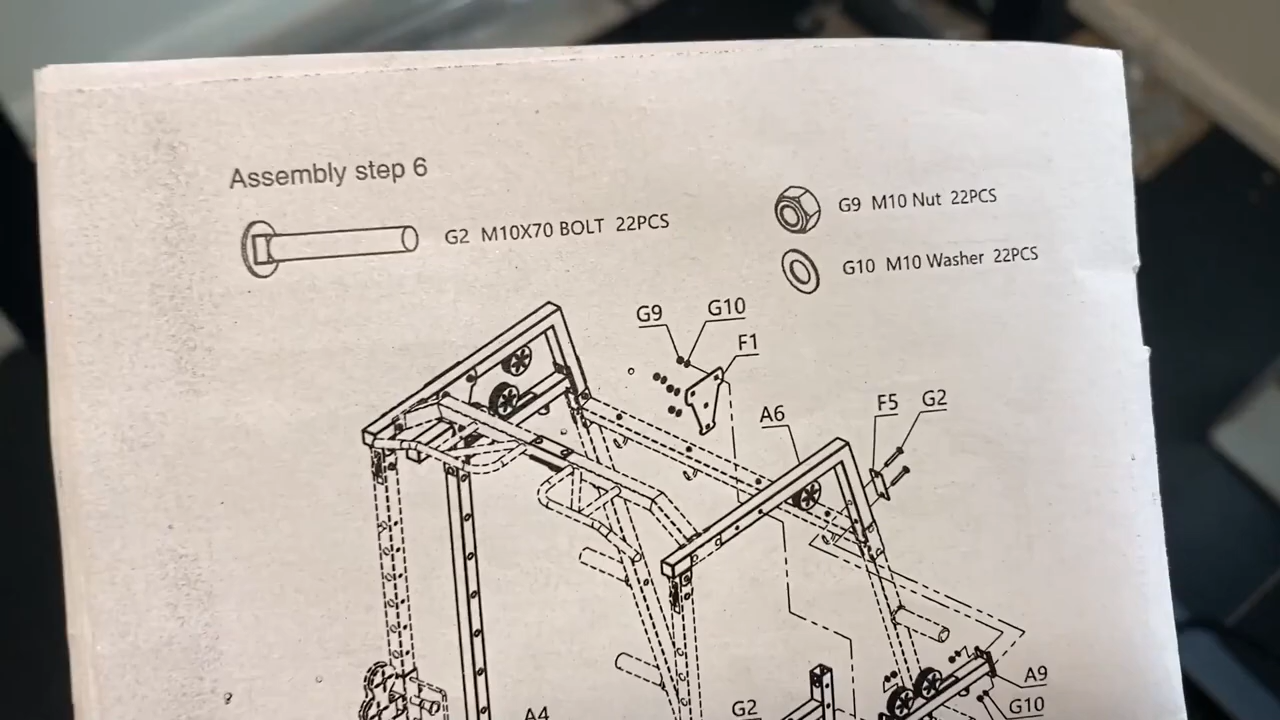 Assembly step 6
G2 M10X70 BOLT 22PCS
G9 M10 Nut 22PCS
G10 M10 Washer 22PCS
G9
G10
F1
A6
F5
G2
A9
G10
G2
A4